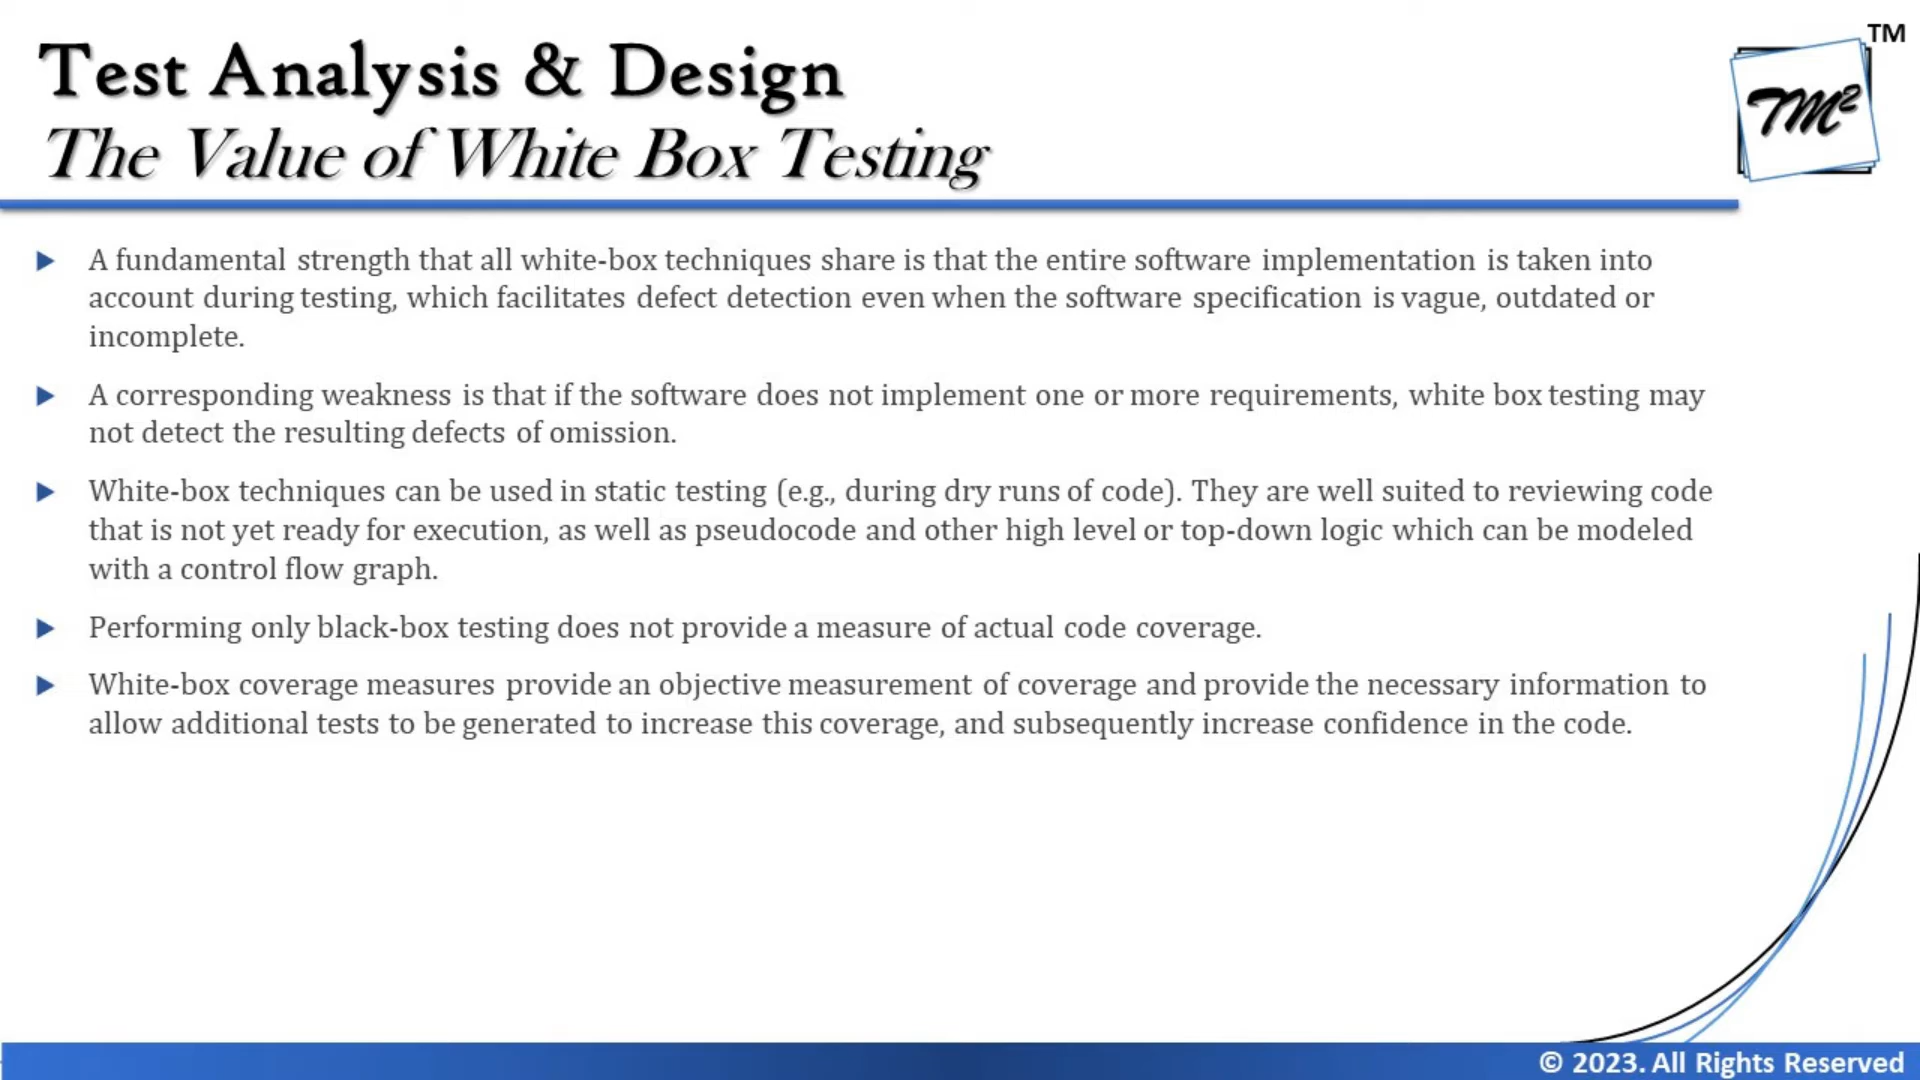 Test Analysis & Design
TM
The Value of White Box Testing
TM²
A fundamental strength that all white-box techniques share is that the entire software implementation is taken into
account during testing, which facilitates defect detection even when the software specification is vague, outdated or
incomplete.
A corresponding weakness is that if the software does not implement one or more requirements, white box testing may
not detect the resulting defects of omission.
White-box techniques can be used in static testing (e.g., during dry runs of code). They are well suited to reviewing code
that is not yet ready for execution, as well as pseudocode and other high level or top-down logic which can be modeled
with a control flow graph.
Performing only black-box testing does not provide a measure of actual code coverage.
White-box coverage measures provide an objective measurement of coverage and provide the necessary information to
allow additional tests to be generated to increase this coverage, and subsequently increase confidence in the code.
© 2023. All Rights Reserved